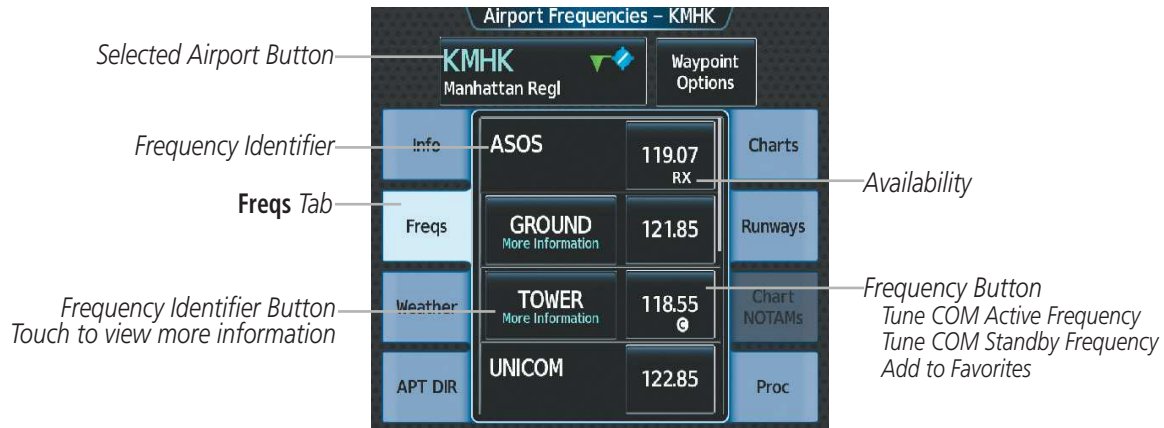 Airport Frequencies – KMHK
Selected Airport Button
KMHK
Manhattan Regl
Waypoint
Options
Frequency Identifier
Info
ASOS
119.07
RX
Charts
Availability
Freqs Tab
Freqs
GROUND
More Information
121.85
Runways
Frequency Identifier Button
Touch to view more information
Weather
TOWER
More Information
118.55
C
Chart
NOTAMs
Frequency Button
Tune COM Active Frequency
Tune COM Standby Frequency
Add to Favorites
APT DIR
UNICOM
122.85
Proc